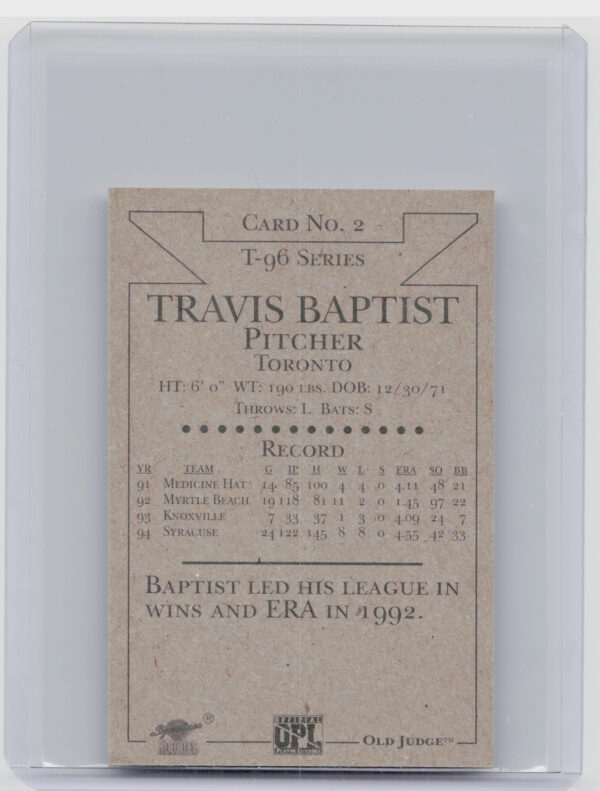 Card No. 2
T-96 Series
TRAVIS BAPTIST
PITCHER
TORONTO
HT: 6' 0" WT: 190 LBS. DOB: 12/30/71
THROWS: L BATS: S
RECORD
YR TEAM G IP H W L S ERA SO BB
91 MEDICINE HAT 14 85 100 4 4 0 4.11 48 21
92 MYRTLE BEACH 19 118 81 11 2 0 1.45 97 22
93 KNOXVILLE 7 33 37 1 3 0 4.09 24 7
94 SYRACUSE 24 122 145 8 8 0 4.55 42 33
BAPTIST LED HIS LEAGUE IN
WINS AND ERA IN 1992.
® OFFICIAL
OPL
OLD JUDGE™